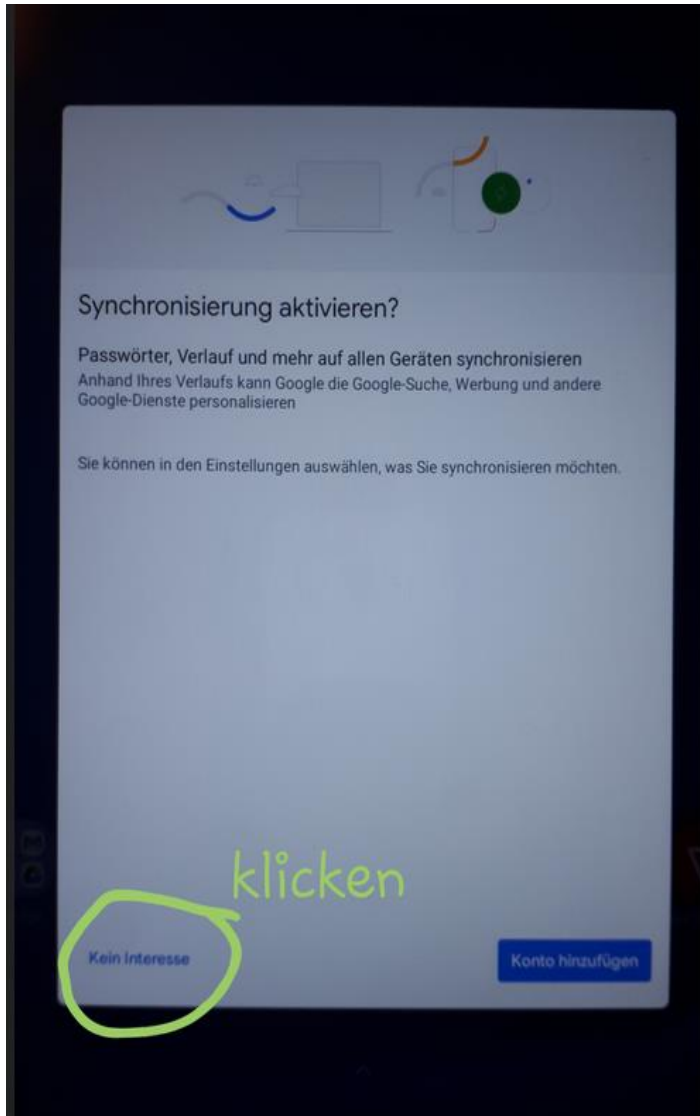 Synchronisierung aktivieren?
Passwörter, Verlauf und mehr auf allen Geräten synchronisieren
Anhand Ihres Verlaufs kann Google die Google-Suche, Werbung und andere
Google-Dienste personalisieren
Sie können in den Einstellungen auswählen, was Sie synchronisieren möchten.
klicken
Kein Interesse
Konto hinzufügen